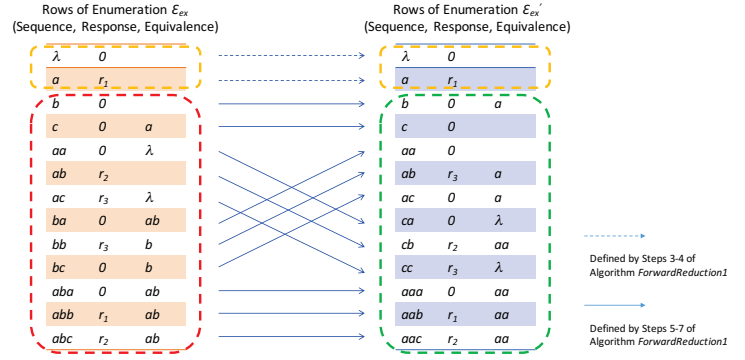 Rows of Enumeration Ɛex
(Sequence, Response, Equivalence)
λ 0
a r1
b 0
c 0 a
aa 0 λ
ab r2
ac r3 λ
ba 0 ab
bb r3 b
bc 0 b
aba 0 ab
abb r1 ab
abc r2 ab
Rows of Enumeration Ɛex'
(Sequence, Response, Equivalence)
λ 0
a r1
b 0 a
c 0
aa 0
ab r3 a
ac 0 a
ca 0 λ
cb r2 aa
cc r3 λ
aaa 0 aa
aab r1 aa
aac r2 aa
Defined by Steps 3-4 of
Algorithm ForwardReduction1
Defined by Steps 5-7 of
Algorithm ForwardReduction1